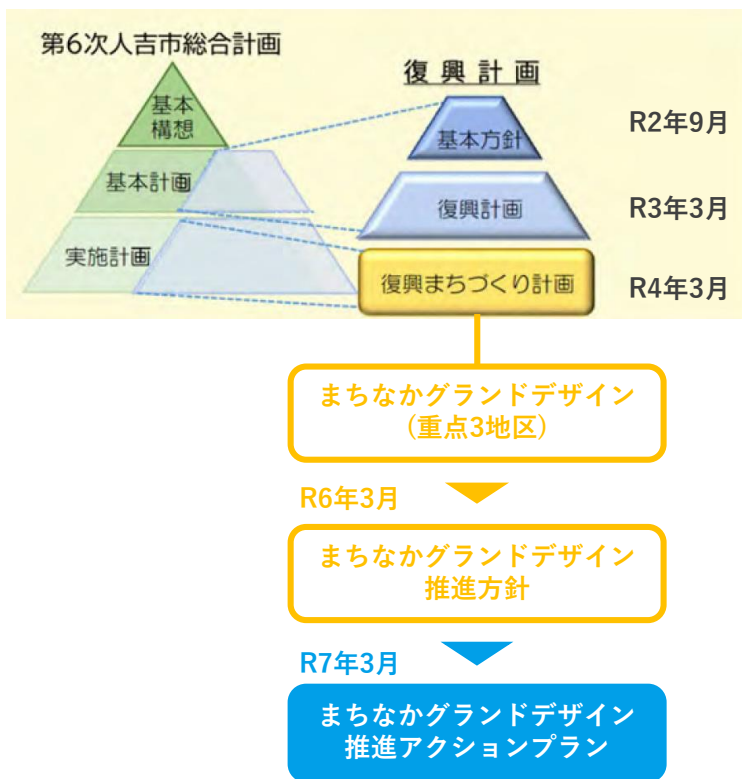 第6次人吉市総合計画
基本
構想
基本計画
実施計画
復興計画
基本方針
R2年9月
復興計画
R3年3月
復興まちづくり計画
R4年3月
まちなかグランドデザイン
(重点3地区)
R6年3月
まちなかグランドデザイン
推進方針
R7年3月
まちなかグランドデザイン
推進アクションプラン